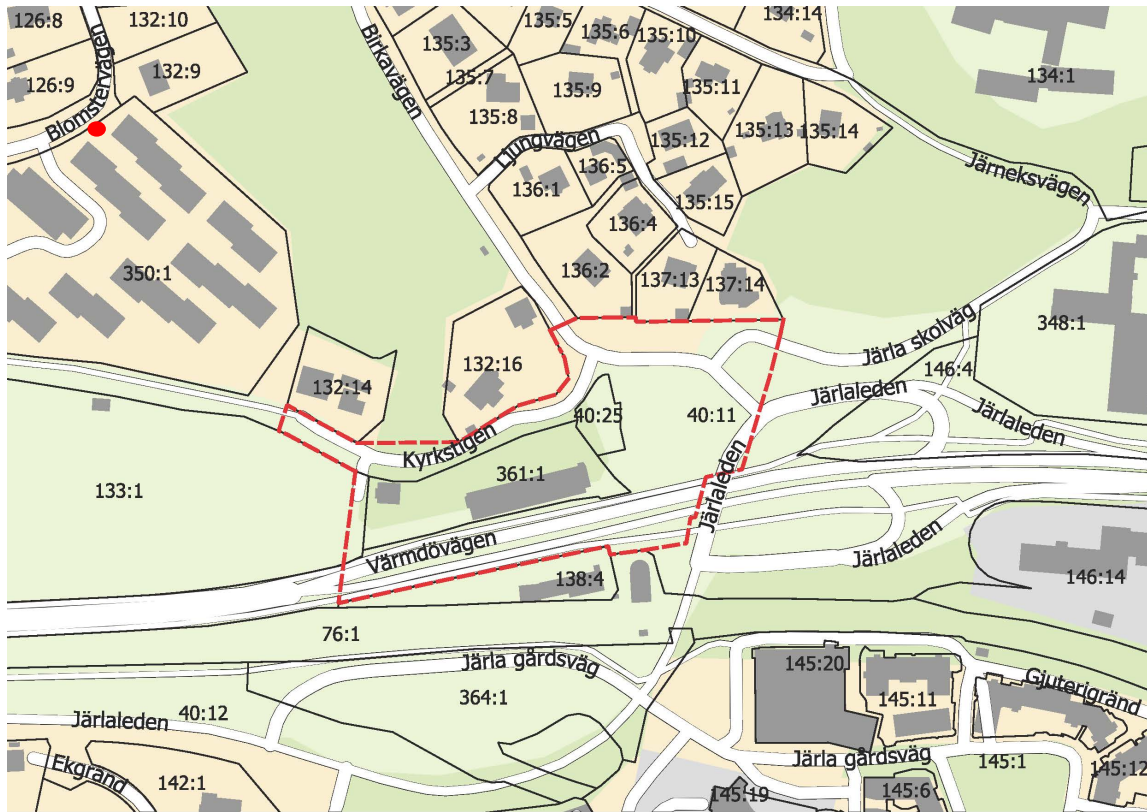 126:8
132:10
135:5
135:6
134:14
135:3
135:10
Birkavägen
126:9
Blomstervägen
132:9
135:7
135:9
135:11
134:1
135:8
135:12
135:13
135:14
Ljungvägen
136:5
136:1
135:15
Järneksvägen
136:4
350:1
136:2
137:13
137:14
348:1
Järla skolväg
132:14
132:16
146:4
Järlaleden
Järlaleden
40:25
40:11
Kyrkstigen
133:1
361:1
Järlaleden
Värmdövägen
Järlaleden
138:4
146:14
76:1
Järla gårdsväg
145:20
145:11
Gjuterigränd
364:1
40:12
Järlaleden
Järla gårdsväg
145:1
145:12
Ekgränd
142:1
145:19
145:6